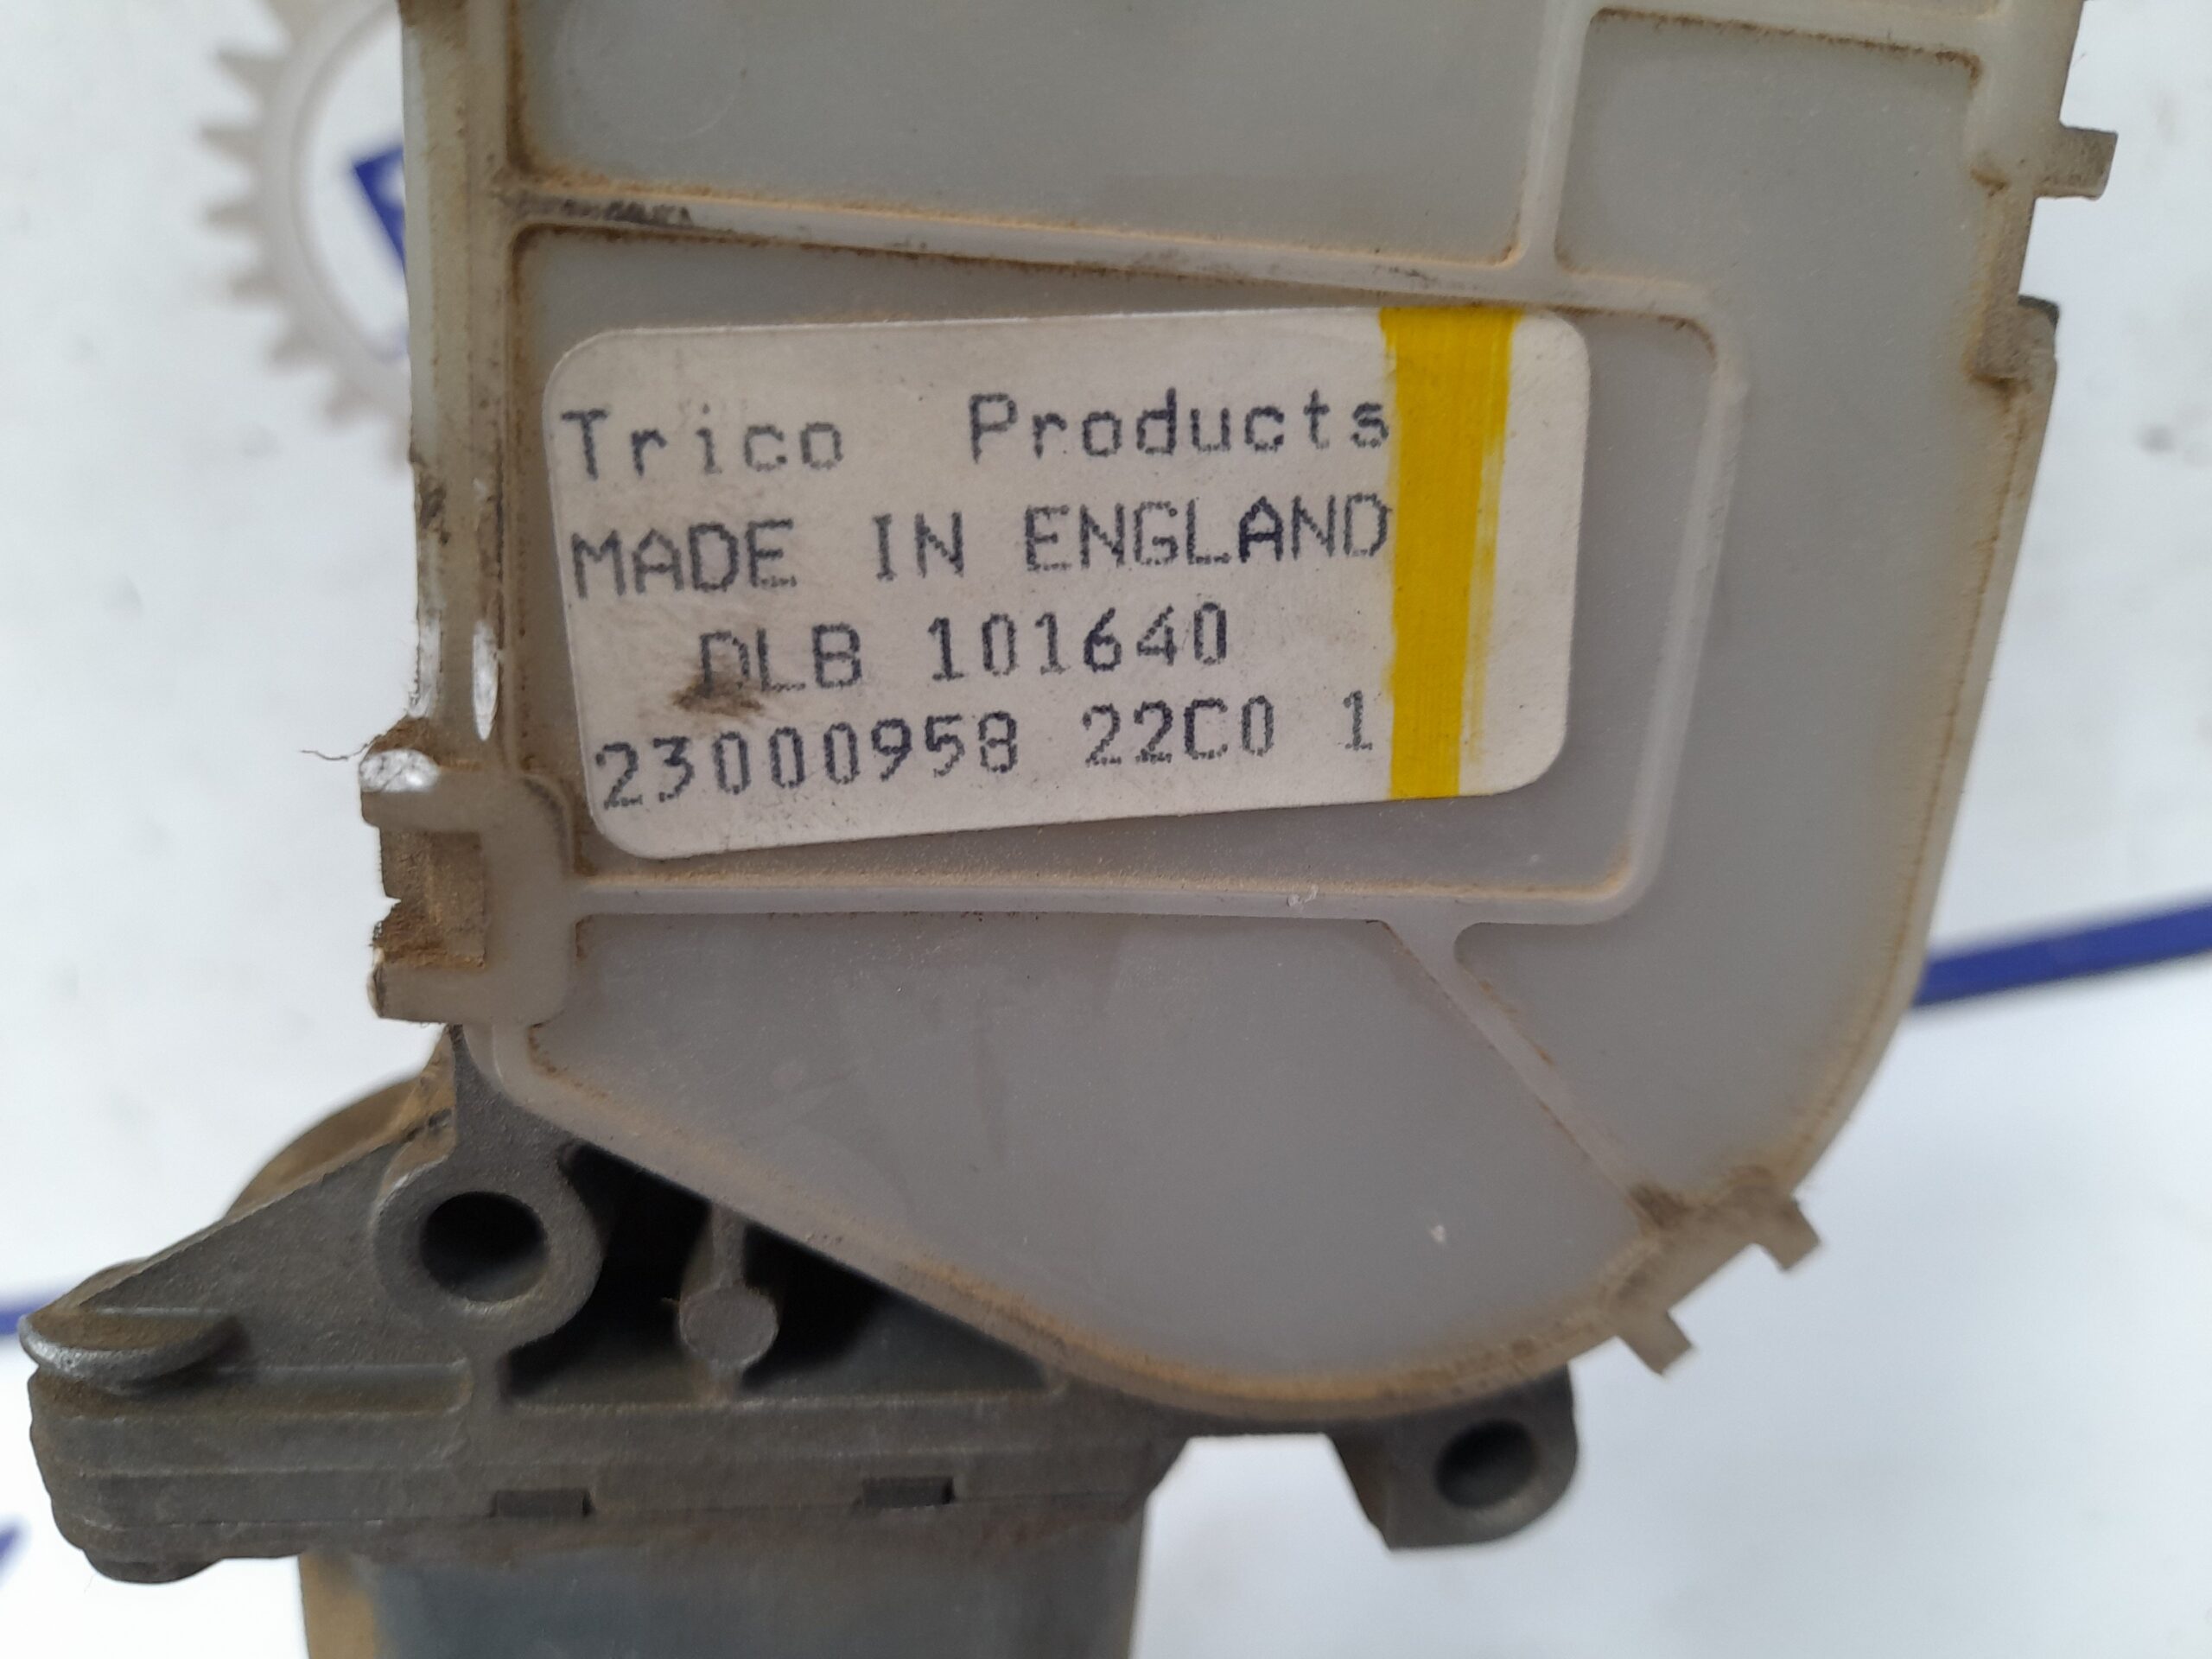 Trico Products
MADE IN ENGLAND
DLB 101640
23000958 22C0 1